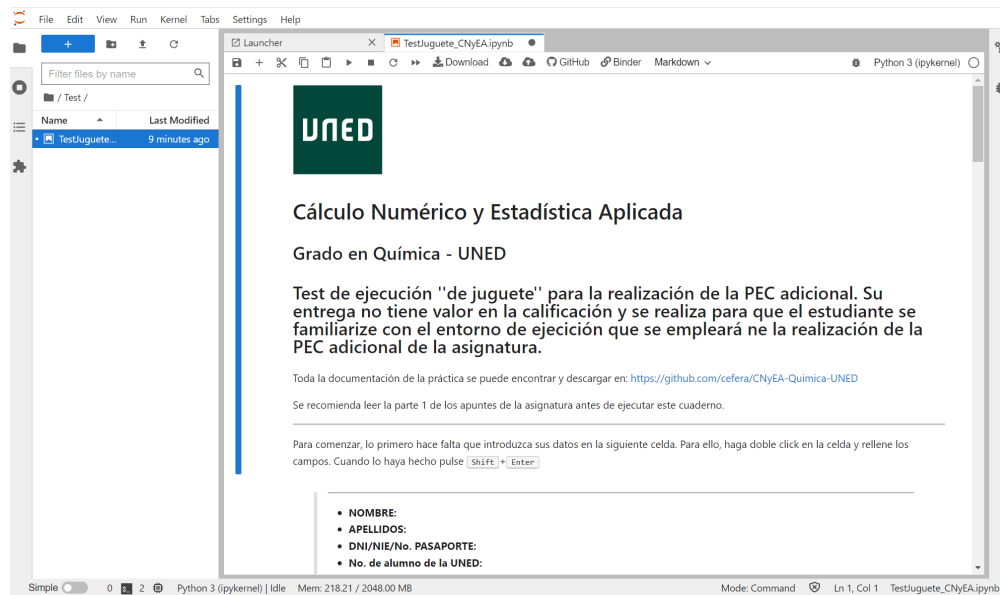 File Edit View Run Kernel Tabs Settings Help
Launcher
TestJuguete_CNyEA.ipynb
Filter files by name
Download GitHub Binder Markdown Python 3 (ipykernel)
/ Test /
Name Last Modified
TestJuguete... 9 minutes ago
UNED
Cálculo Numérico y Estadística Aplicada
Grado en Química - UNED
Test de ejecución ''de juguete'' para la realización de la PEC adicional. Su
entrega no tiene valor en la calificación y se realiza para que el estudiante se
familiarize con el entorno de ejecición que se empleará ne la realización de la
PEC adicional de la asignatura.
Toda la documentación de la práctica se puede encontrar y descargar en: https://github.com/cefera/CNyEA-Quimica-UNED
Se recomienda leer la parte 1 de los apuntes de la asignatura antes de ejecutar este cuaderno.
Para comenzar, lo primero hace falta que introduzca sus datos en la siguiente celda. Para ello, haga doble click en la celda y rellene los
campos. Cuando lo haya hecho pulse Shift + Enter
• NOMBRE:
• APELLIDOS:
• DNI/NIE/No. PASAPORTE:
• No. de alumno de la UNED:
Simple 0 $_ 2 Python 3 (ipykernel) | Idle Mem: 218.21 / 2048.00 MB Mode: Command Ln 1, Col 1 TestJuguete_CNyEA.ipynb